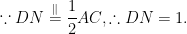 ∵DN ∥= 1/2 AC, ∴DN = 1.